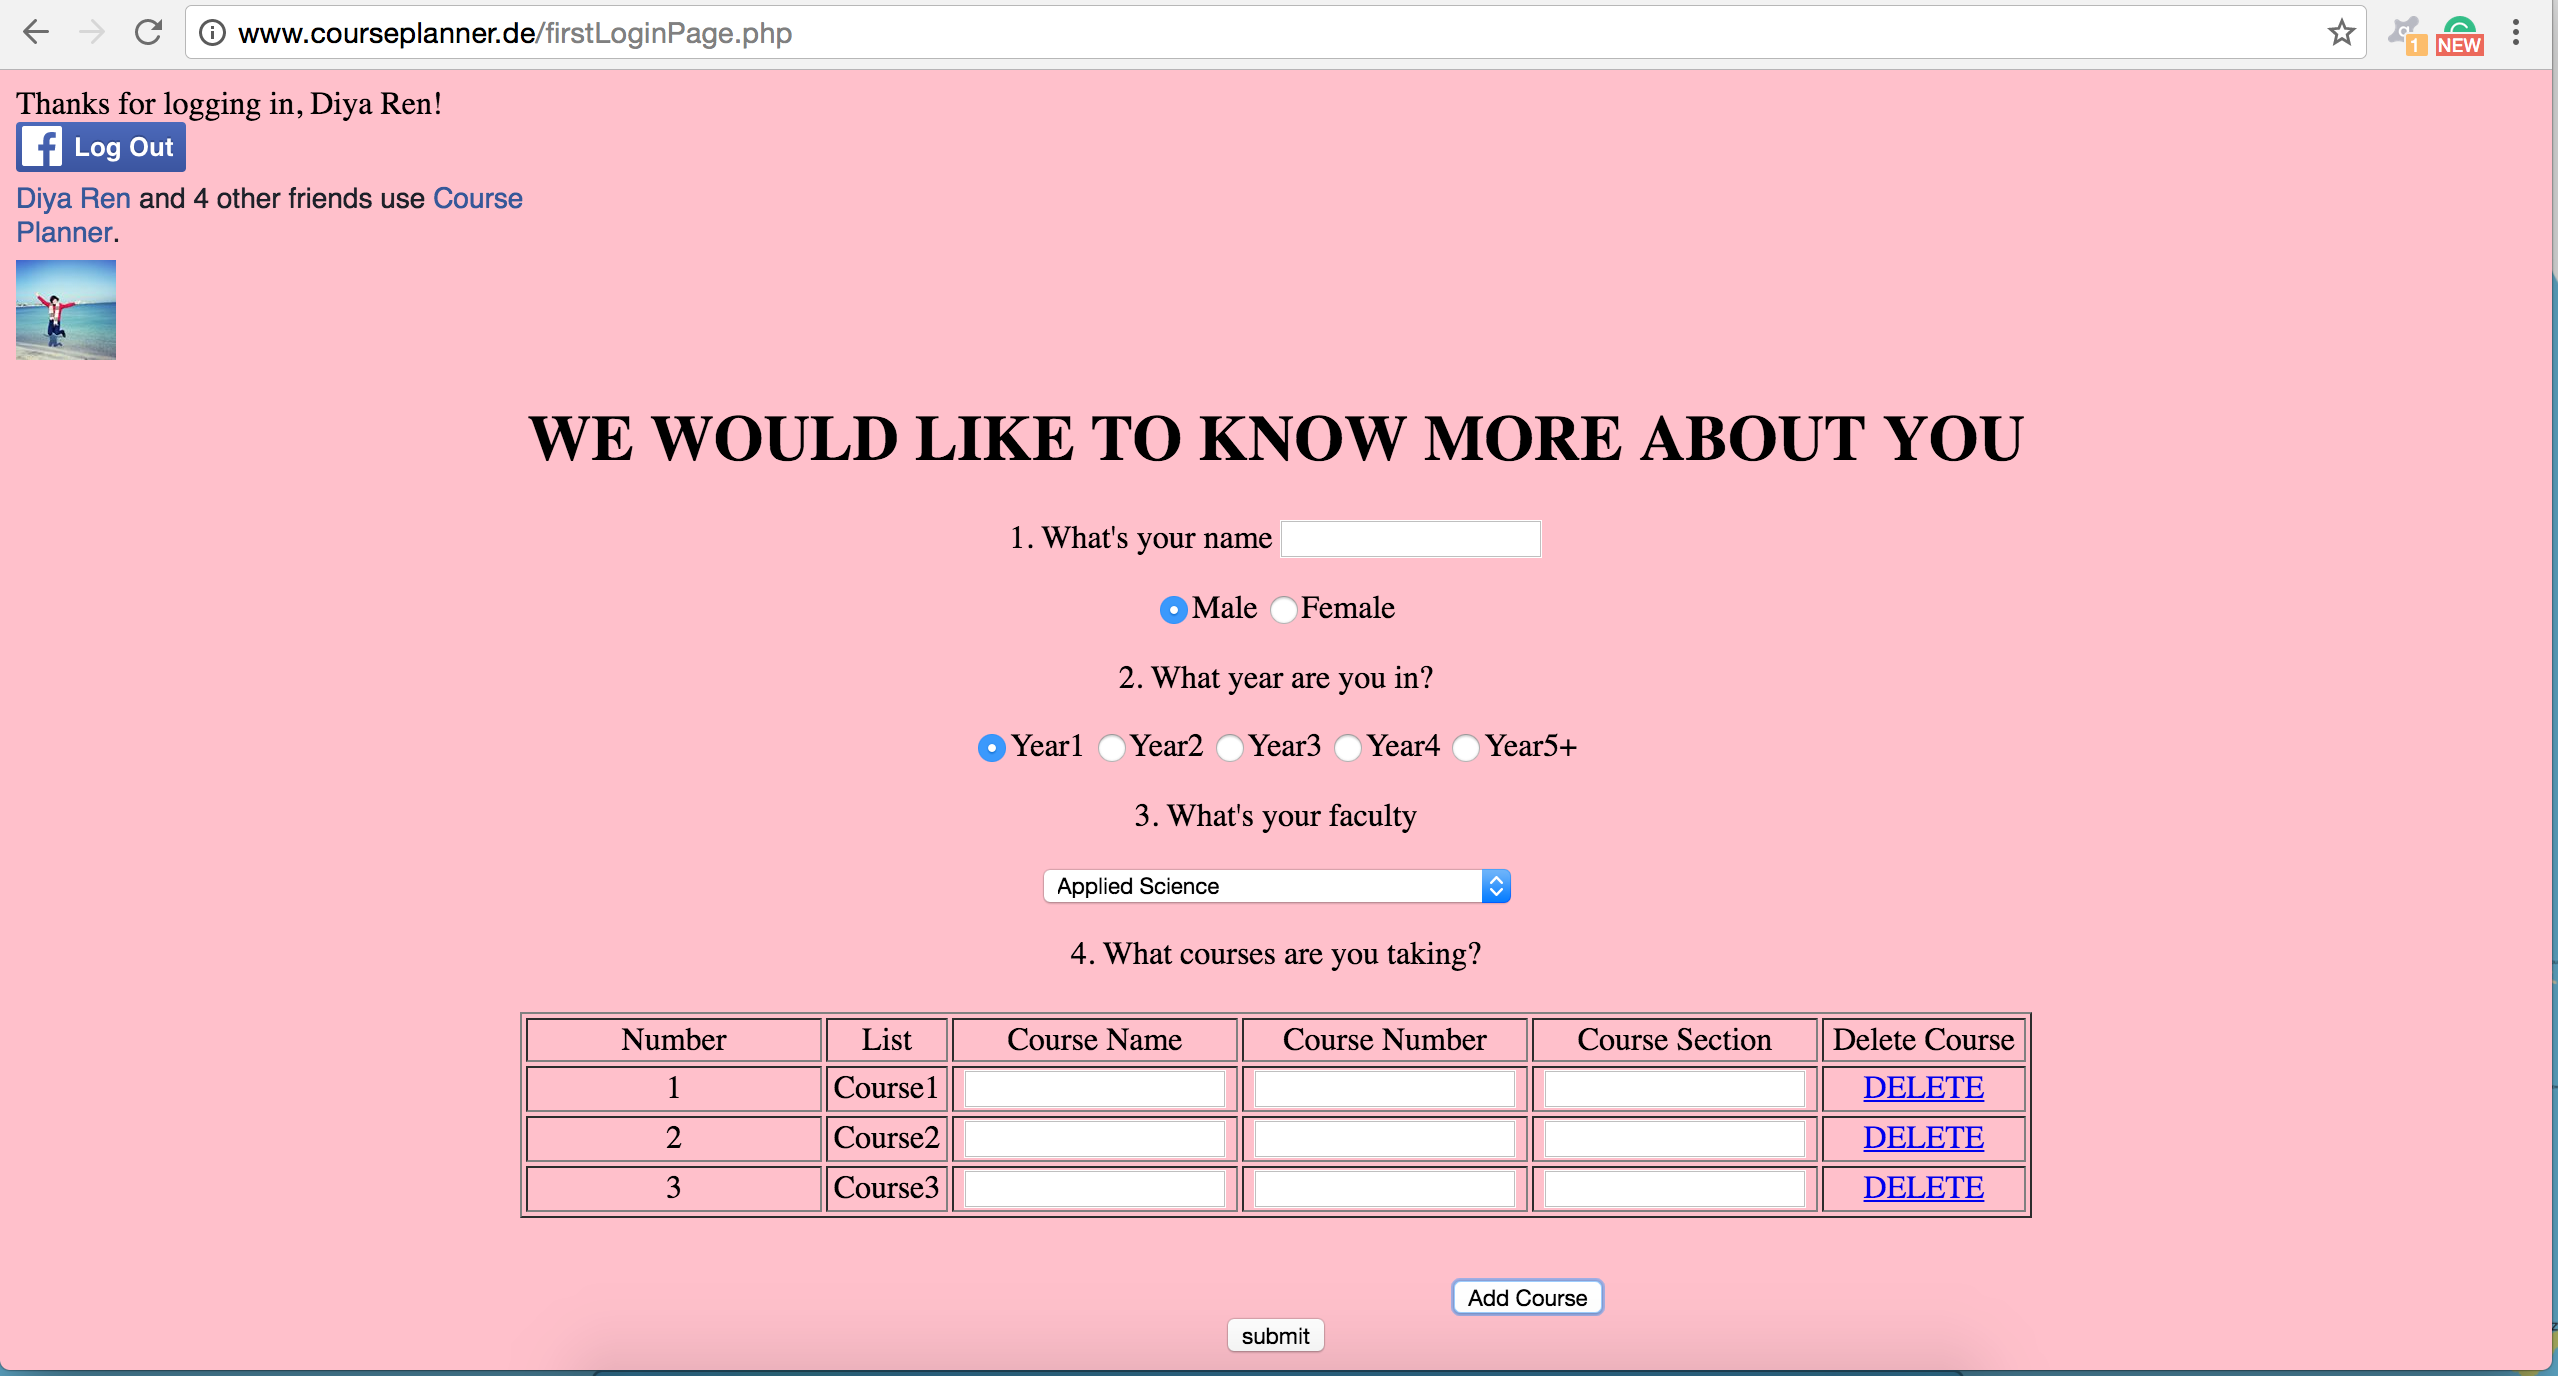 www.courseplanner.de/firstLoginPage.php
1
NEW
Thanks for logging in, Diya Ren!
f Log Out
Diya Ren and 4 other friends use Course
Planner.
WE WOULD LIKE TO KNOW MORE ABOUT YOU
1. What's your name
Male Female
2. What year are you in?
Year1 Year2 Year3 Year4 Year5+
3. What's your faculty
Applied Science
4. What courses are you taking?
Number List Course Name Course Number Course Section Delete Course
1 Course1 DELETE
2 Course2 DELETE
3 Course3 DELETE
Add Course
submit